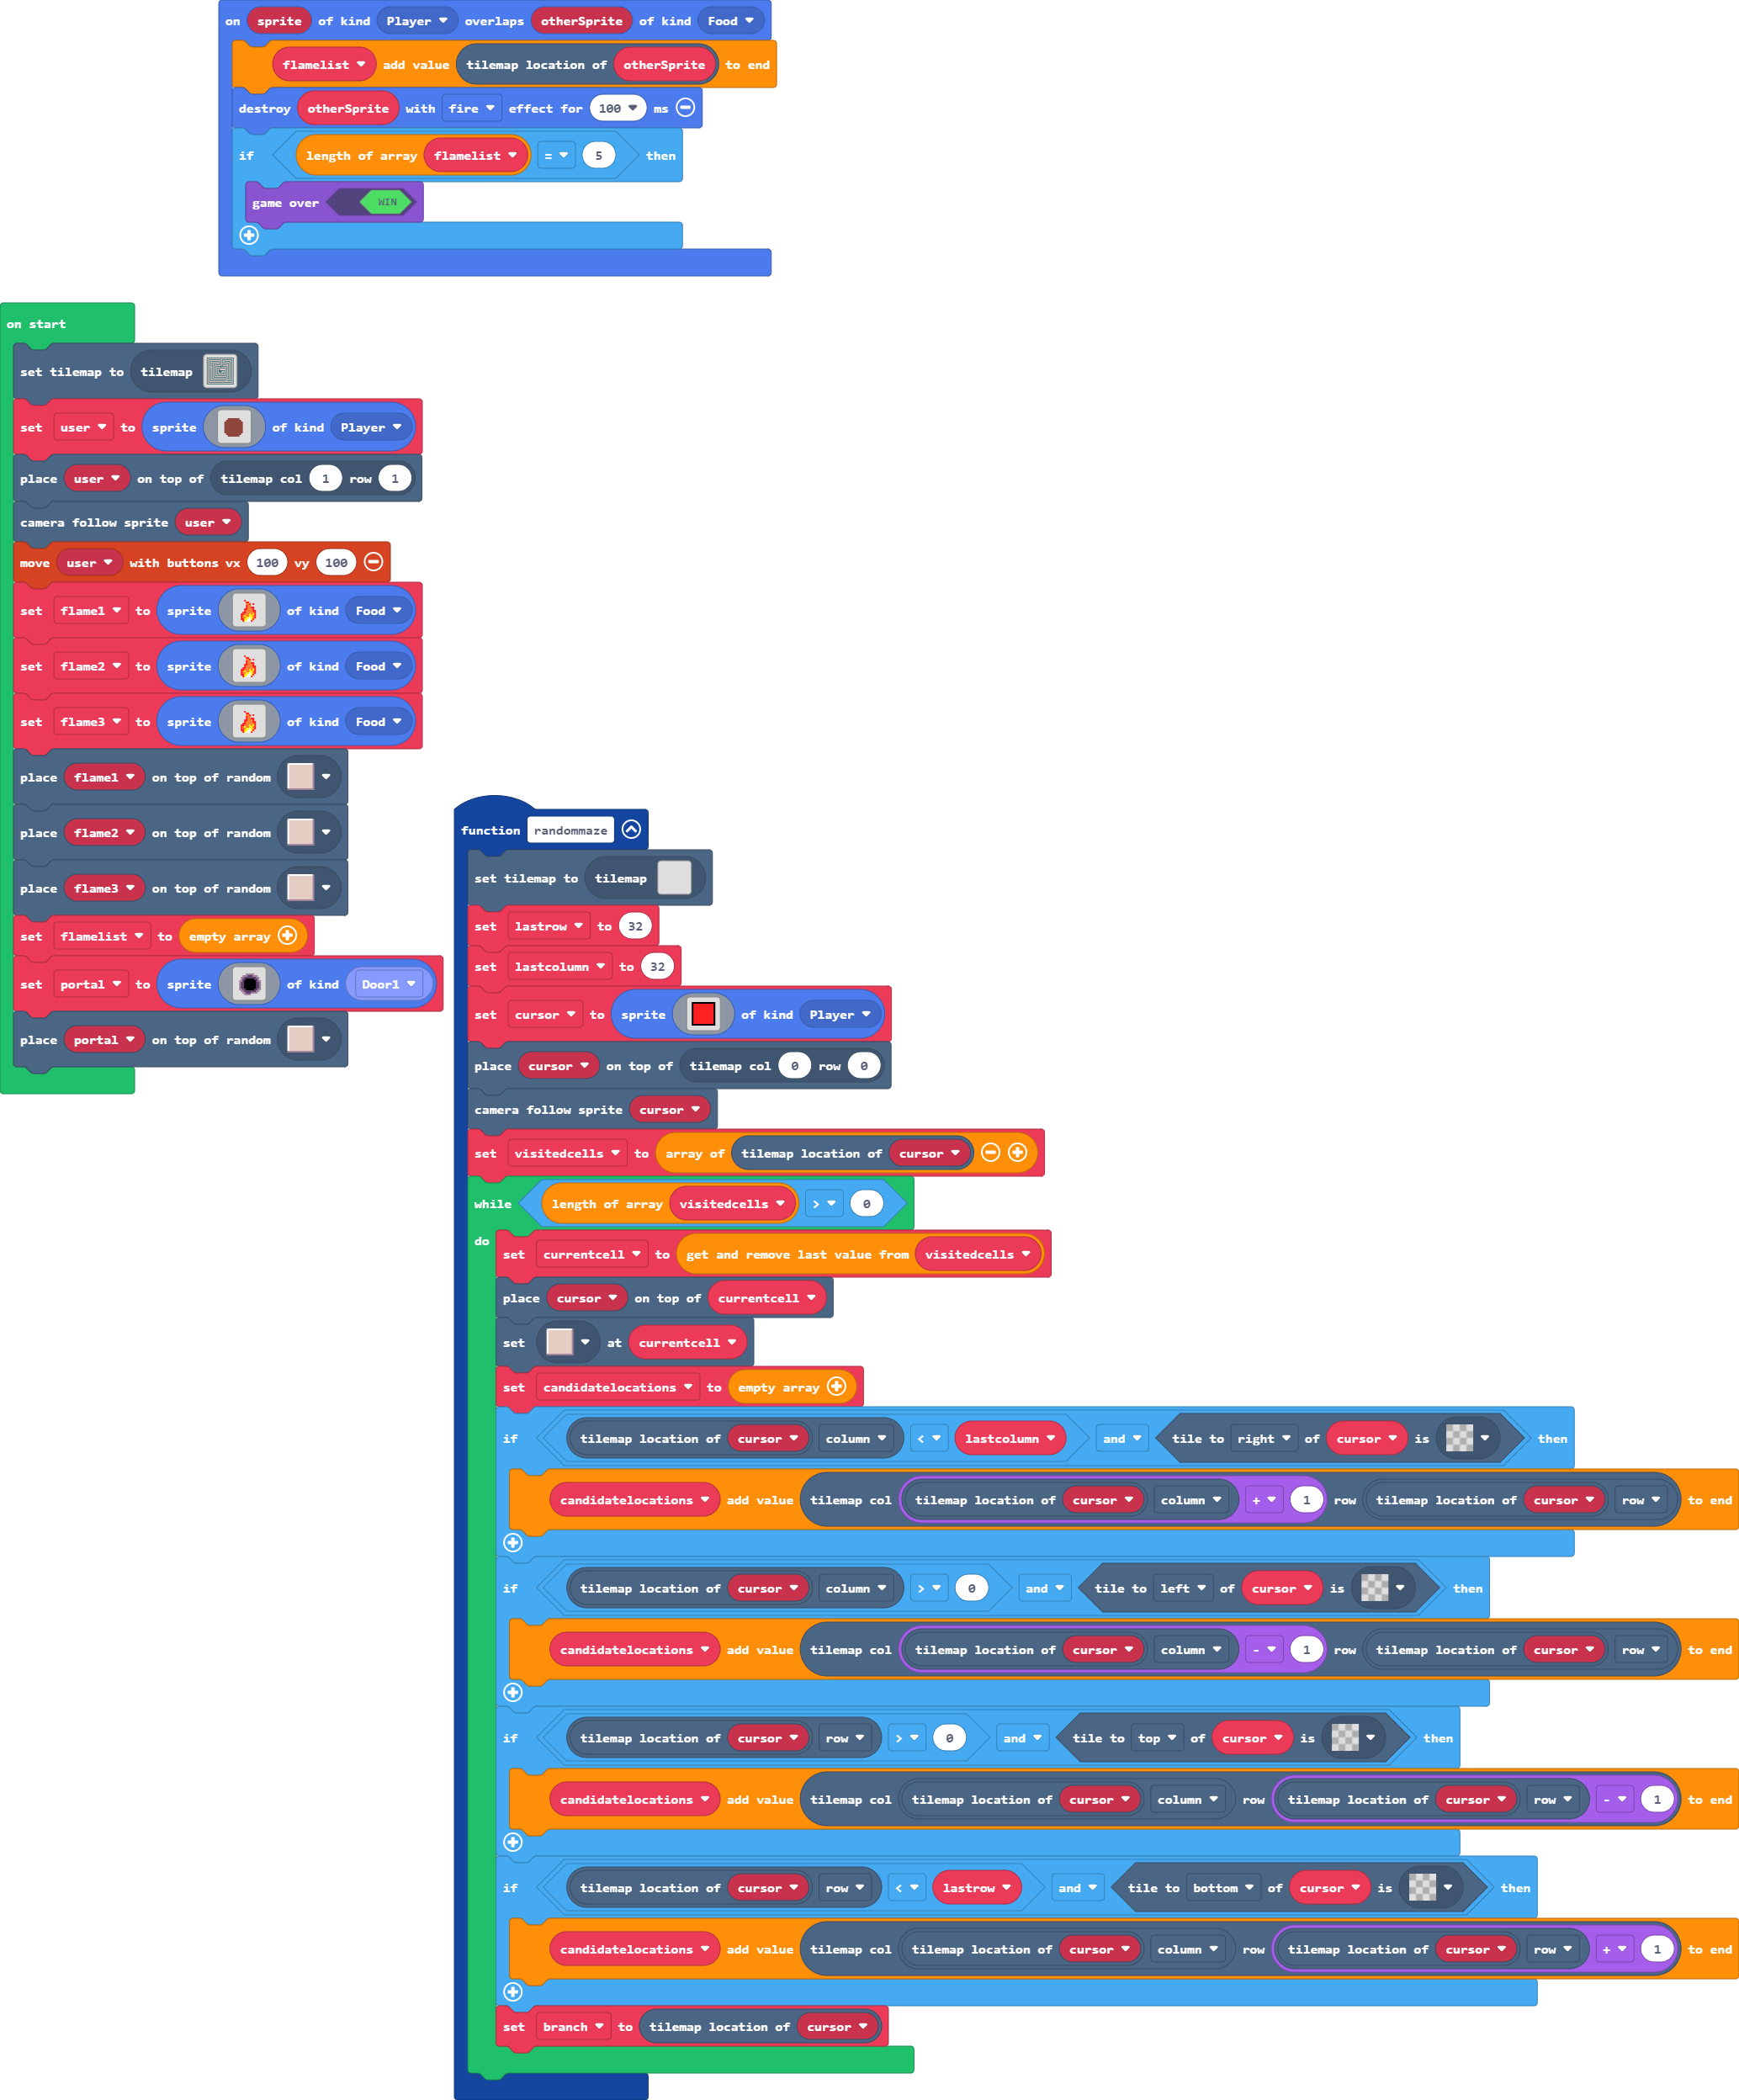 on sprite of kind Player overlaps otherSprite of kind Food
flamelist add value tilemap location of otherSprite to end
destroy otherSprite with fire effect for 100 ms
if length of array flamelist = 5 then
game over WIN
on start
set tilemap to tilemap
set user to sprite of kind Player
place user on top of tilemap col 1 row 1
camera follow sprite user
move user with buttons vx 100 vy 100
set flame1 to sprite of kind Food
set flame2 to sprite of kind Food
set flame3 to sprite of kind Food
place flame1 on top of random
place flame2 on top of random
place flame3 on top of random
set flamelist to empty array
set portal to sprite of kind Door1
place portal on top of random
function randommaze
set tilemap to tilemap
set lastrow to 32
set lastcolumn to 32
set cursor to sprite of kind Player
place cursor on top of tilemap col 0 row 0
camera follow sprite cursor
set visitedcells to array of tilemap location of cursor
while length of array visitedcells > 0
do
set currentcell to get and remove last value from visitedcells
place cursor on top of currentcell
set at currentcell
set candidatelocations to empty array
if tilemap location of cursor column < lastcolumn and tile to right of cursor is then
candidatelocations add value tilemap col tilemap location of cursor column + 1 row tilemap location of cursor row to end
if tilemap location of cursor column > 0 and tile to left of cursor is then
candidatelocations add value tilemap col tilemap location of cursor column - 1 row tilemap location of cursor row to end
if tilemap location of cursor row > 0 and tile to top of cursor is then
candidatelocations add value tilemap col tilemap location of cursor column row tilemap location of cursor row - 1 to end
if tilemap location of cursor row < lastrow and tile to bottom of cursor is then
candidatelocations add value tilemap col tilemap location of cursor column row tilemap location of cursor row + 1 to end
set branch to tilemap location of cursor